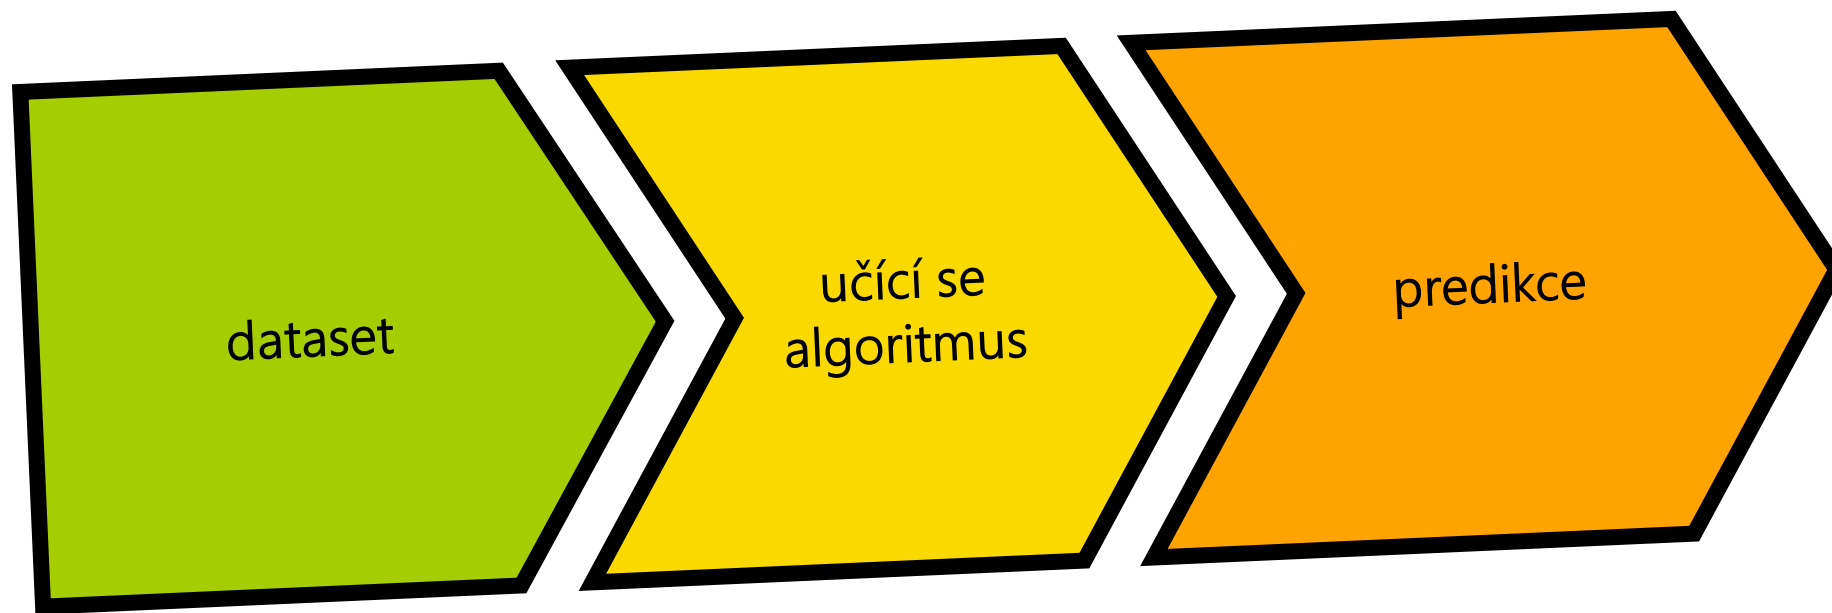 dataset
učící se
algoritmus
predikce